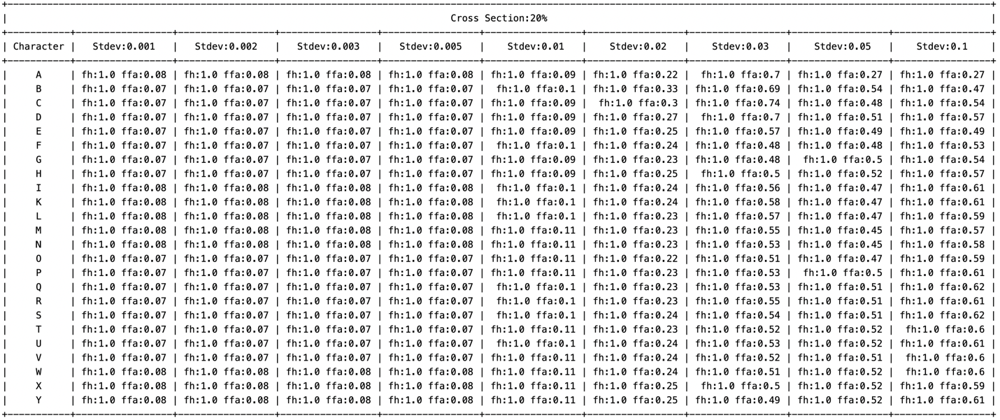 Cross Section:20%
| Character | Stdev:0.001 | Stdev:0.002 | Stdev:0.003 | Stdev:0.005 | Stdev:0.01 | Stdev:0.02 | Stdev:0.03 | Stdev:0.05 | Stdev:0.1 |
| A | fh:1.0 ffa:0.08 | fh:1.0 ffa:0.08 | fh:1.0 ffa:0.08 | fh:1.0 ffa:0.08 | fh:1.0 ffa:0.09 | fh:1.0 ffa:0.22 | fh:1.0 ffa:0.7 | fh:1.0 ffa:0.27 | fh:1.0 ffa:0.27 |
| B | fh:1.0 ffa:0.07 | fh:1.0 ffa:0.07 | fh:1.0 ffa:0.07 | fh:1.0 ffa:0.07 | fh:1.0 ffa:0.1 | fh:1.0 ffa:0.33 | fh:1.0 ffa:0.69 | fh:1.0 ffa:0.54 | fh:1.0 ffa:0.47 |
| C | fh:1.0 ffa:0.07 | fh:1.0 ffa:0.07 | fh:1.0 ffa:0.07 | fh:1.0 ffa:0.07 | fh:1.0 ffa:0.09 | fh:1.0 ffa:0.3 | fh:1.0 ffa:0.74 | fh:1.0 ffa:0.48 | fh:1.0 ffa:0.54 |
| D | fh:1.0 ffa:0.07 | fh:1.0 ffa:0.07 | fh:1.0 ffa:0.07 | fh:1.0 ffa:0.07 | fh:1.0 ffa:0.09 | fh:1.0 ffa:0.27 | fh:1.0 ffa:0.7 | fh:1.0 ffa:0.51 | fh:1.0 ffa:0.57 |
| E | fh:1.0 ffa:0.07 | fh:1.0 ffa:0.07 | fh:1.0 ffa:0.07 | fh:1.0 ffa:0.07 | fh:1.0 ffa:0.09 | fh:1.0 ffa:0.25 | fh:1.0 ffa:0.57 | fh:1.0 ffa:0.49 | fh:1.0 ffa:0.49 |
| F | fh:1.0 ffa:0.07 | fh:1.0 ffa:0.07 | fh:1.0 ffa:0.07 | fh:1.0 ffa:0.07 | fh:1.0 ffa:0.1 | fh:1.0 ffa:0.24 | fh:1.0 ffa:0.48 | fh:1.0 ffa:0.48 | fh:1.0 ffa:0.53 |
| G | fh:1.0 ffa:0.07 | fh:1.0 ffa:0.07 | fh:1.0 ffa:0.07 | fh:1.0 ffa:0.07 | fh:1.0 ffa:0.09 | fh:1.0 ffa:0.23 | fh:1.0 ffa:0.48 | fh:1.0 ffa:0.5 | fh:1.0 ffa:0.54 |
| H | fh:1.0 ffa:0.07 | fh:1.0 ffa:0.07 | fh:1.0 ffa:0.07 | fh:1.0 ffa:0.07 | fh:1.0 ffa:0.09 | fh:1.0 ffa:0.25 | fh:1.0 ffa:0.5 | fh:1.0 ffa:0.52 | fh:1.0 ffa:0.57 |
| I | fh:1.0 ffa:0.08 | fh:1.0 ffa:0.08 | fh:1.0 ffa:0.08 | fh:1.0 ffa:0.08 | fh:1.0 ffa:0.1 | fh:1.0 ffa:0.24 | fh:1.0 ffa:0.56 | fh:1.0 ffa:0.47 | fh:1.0 ffa:0.61 |
| K | fh:1.0 ffa:0.08 | fh:1.0 ffa:0.08 | fh:1.0 ffa:0.08 | fh:1.0 ffa:0.08 | fh:1.0 ffa:0.1 | fh:1.0 ffa:0.24 | fh:1.0 ffa:0.58 | fh:1.0 ffa:0.47 | fh:1.0 ffa:0.61 |
| L | fh:1.0 ffa:0.08 | fh:1.0 ffa:0.08 | fh:1.0 ffa:0.08 | fh:1.0 ffa:0.08 | fh:1.0 ffa:0.1 | fh:1.0 ffa:0.23 | fh:1.0 ffa:0.57 | fh:1.0 ffa:0.47 | fh:1.0 ffa:0.59 |
| M | fh:1.0 ffa:0.08 | fh:1.0 ffa:0.08 | fh:1.0 ffa:0.08 | fh:1.0 ffa:0.08 | fh:1.0 ffa:0.11 | fh:1.0 ffa:0.23 | fh:1.0 ffa:0.55 | fh:1.0 ffa:0.45 | fh:1.0 ffa:0.57 |
| N | fh:1.0 ffa:0.08 | fh:1.0 ffa:0.08 | fh:1.0 ffa:0.08 | fh:1.0 ffa:0.08 | fh:1.0 ffa:0.11 | fh:1.0 ffa:0.23 | fh:1.0 ffa:0.53 | fh:1.0 ffa:0.45 | fh:1.0 ffa:0.58 |
| O | fh:1.0 ffa:0.07 | fh:1.0 ffa:0.07 | fh:1.0 ffa:0.07 | fh:1.0 ffa:0.07 | fh:1.0 ffa:0.11 | fh:1.0 ffa:0.22 | fh:1.0 ffa:0.51 | fh:1.0 ffa:0.47 | fh:1.0 ffa:0.59 |
| P | fh:1.0 ffa:0.07 | fh:1.0 ffa:0.07 | fh:1.0 ffa:0.07 | fh:1.0 ffa:0.07 | fh:1.0 ffa:0.11 | fh:1.0 ffa:0.23 | fh:1.0 ffa:0.53 | fh:1.0 ffa:0.5 | fh:1.0 ffa:0.61 |
| Q | fh:1.0 ffa:0.07 | fh:1.0 ffa:0.07 | fh:1.0 ffa:0.07 | fh:1.0 ffa:0.07 | fh:1.0 ffa:0.1 | fh:1.0 ffa:0.23 | fh:1.0 ffa:0.53 | fh:1.0 ffa:0.51 | fh:1.0 ffa:0.62 |
| R | fh:1.0 ffa:0.07 | fh:1.0 ffa:0.07 | fh:1.0 ffa:0.07 | fh:1.0 ffa:0.07 | fh:1.0 ffa:0.1 | fh:1.0 ffa:0.23 | fh:1.0 ffa:0.55 | fh:1.0 ffa:0.51 | fh:1.0 ffa:0.61 |
| S | fh:1.0 ffa:0.07 | fh:1.0 ffa:0.07 | fh:1.0 ffa:0.07 | fh:1.0 ffa:0.07 | fh:1.0 ffa:0.1 | fh:1.0 ffa:0.24 | fh:1.0 ffa:0.54 | fh:1.0 ffa:0.51 | fh:1.0 ffa:0.62 |
| T | fh:1.0 ffa:0.07 | fh:1.0 ffa:0.07 | fh:1.0 ffa:0.07 | fh:1.0 ffa:0.07 | fh:1.0 ffa:0.11 | fh:1.0 ffa:0.23 | fh:1.0 ffa:0.52 | fh:1.0 ffa:0.52 | fh:1.0 ffa:0.6 |
| U | fh:1.0 ffa:0.07 | fh:1.0 ffa:0.07 | fh:1.0 ffa:0.07 | fh:1.0 ffa:0.07 | fh:1.0 ffa:0.1 | fh:1.0 ffa:0.24 | fh:1.0 ffa:0.53 | fh:1.0 ffa:0.52 | fh:1.0 ffa:0.61 |
| V | fh:1.0 ffa:0.07 | fh:1.0 ffa:0.07 | fh:1.0 ffa:0.07 | fh:1.0 ffa:0.07 | fh:1.0 ffa:0.11 | fh:1.0 ffa:0.24 | fh:1.0 ffa:0.52 | fh:1.0 ffa:0.51 | fh:1.0 ffa:0.6 |
| W | fh:1.0 ffa:0.08 | fh:1.0 ffa:0.08 | fh:1.0 ffa:0.08 | fh:1.0 ffa:0.08 | fh:1.0 ffa:0.11 | fh:1.0 ffa:0.24 | fh:1.0 ffa:0.51 | fh:1.0 ffa:0.52 | fh:1.0 ffa:0.6 |
| X | fh:1.0 ffa:0.08 | fh:1.0 ffa:0.08 | fh:1.0 ffa:0.08 | fh:1.0 ffa:0.08 | fh:1.0 ffa:0.11 | fh:1.0 ffa:0.25 | fh:1.0 ffa:0.5 | fh:1.0 ffa:0.52 | fh:1.0 ffa:0.59 |
| Y | fh:1.0 ffa:0.08 | fh:1.0 ffa:0.08 | fh:1.0 ffa:0.08 | fh:1.0 ffa:0.08 | fh:1.0 ffa:0.11 | fh:1.0 ffa:0.25 | fh:1.0 ffa:0.49 | fh:1.0 ffa:0.52 | fh:1.0 ffa:0.61 |